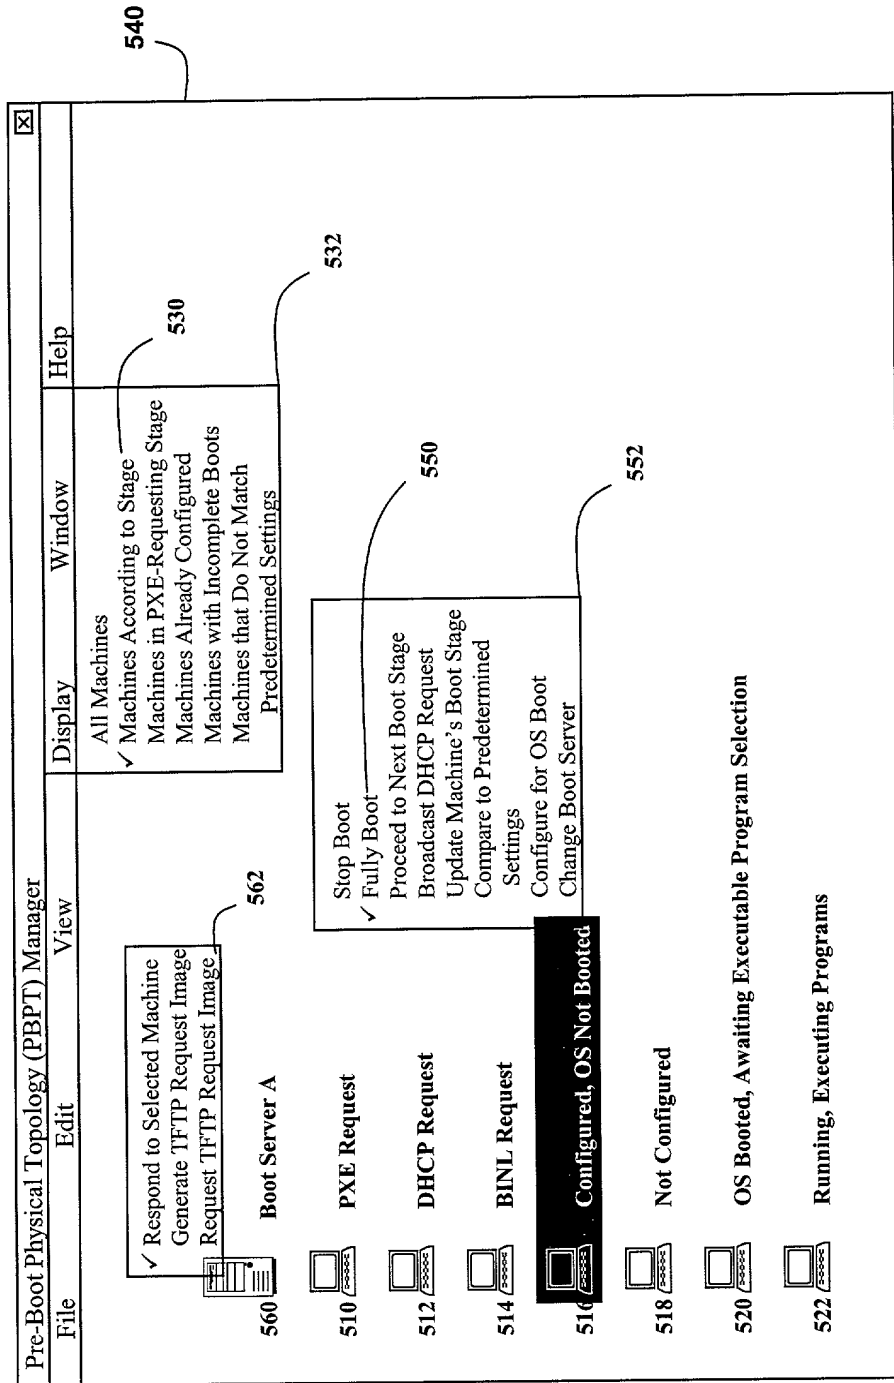 540
Pre-Boot Physical Topology (PBPT) Manager
File Edit View Display Window Help
All Machines
✓ Machines According to Stage
Machines in PXE-Requesting Stage
Machines Already Configured
Machines with Incomplete Boots
Machines that Do Not Match
Predetermined Settings
530
532
✓ Respond to Selected Machine
Generate TFTP Request Image
Request TFTP Request Image
562
560 Boot Server A
510 PXE Request
512 DHCP Request
514 BINL Request
516 Configured, OS Not Booted
518 Not Configured
520 OS Booted, Awaiting Executable Program Selection
522 Running, Executing Programs
Stop Boot
✓ Fully Boot
Proceed to Next Boot Stage
Broadcast DHCP Request
Update Machine's Boot Stage
Compare to Predetermined
Settings
Configure for OS Boot
Change Boot Server
550
552